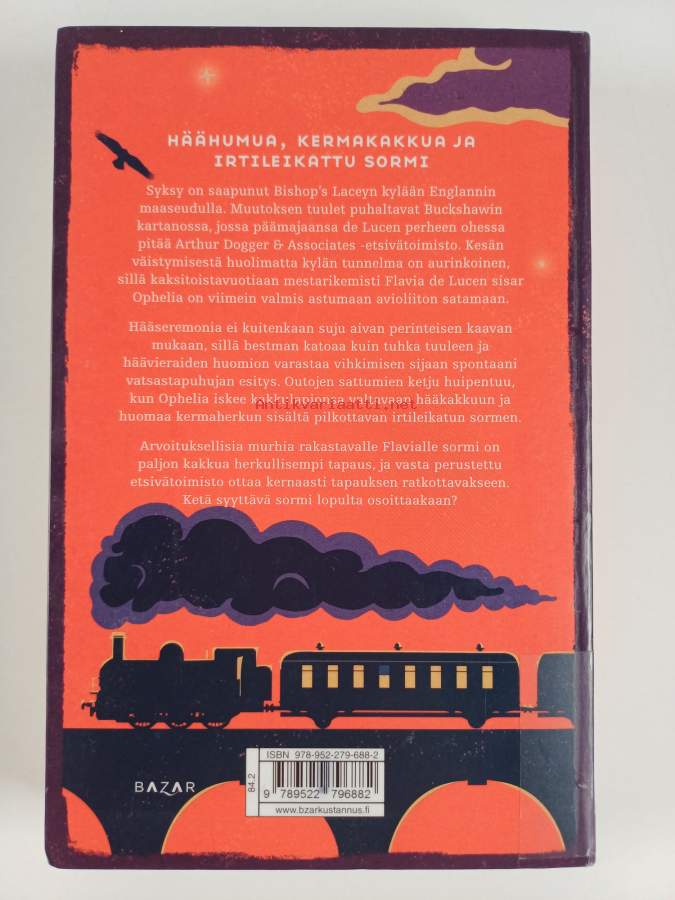 HÄÄHUMUA, KERMAKAKKUA JA
IRTILEIKATTU SORMI
Syksy on saapunut Bishop's Laceyn kylään Englannin
maaseudulla. Muutoksen tuulet puhaltavat Buckshawin
kartanossa, jossa päämajaansa de Lucen perheen ohessa
pitää Arthur Dogger & Associates -etsivätoimisto. Kesän
väistymisestä huolimatta kylän tunnelma on aurinkoinen,
sillä kaksitoistavuotiaan mestarikemisti Flavia de Lucen sisar
Ophelia on viimein valmis astumaan avioliiton satamaan.
Hääseremonia ei kuitenkaan suju aivan perinteisen kaavan
mukaan, sillä bestman katoaa kuin tuhka tuuleen ja
häävieraiden huomion varastaa vihkimisen sijaan spontaani
vatsastapuhujan esitys. Outojen sattumien ketju huipentuu,
kun Ophelia iskee kakkulapionsa valtavaan hääkakkuun ja
Antikvariaatti.net
huomaa kermaherkun sisältä pilkottavan irtileikatun sormen.
Arvoituksellisia murhia rakastavalle Flavialle sormi on
paljon kakkua herkullisempi tapaus, ja vasta perustettu
etsivätoimisto ottaa kernaasti tapauksen ratkottavakseen.
Ketä syyttävä sormi lopulta osoittaakaan?
BAZAR
84.2
ISBN 978-952-279-688-2
9 789522 796882
www.bzarkustannus.fi